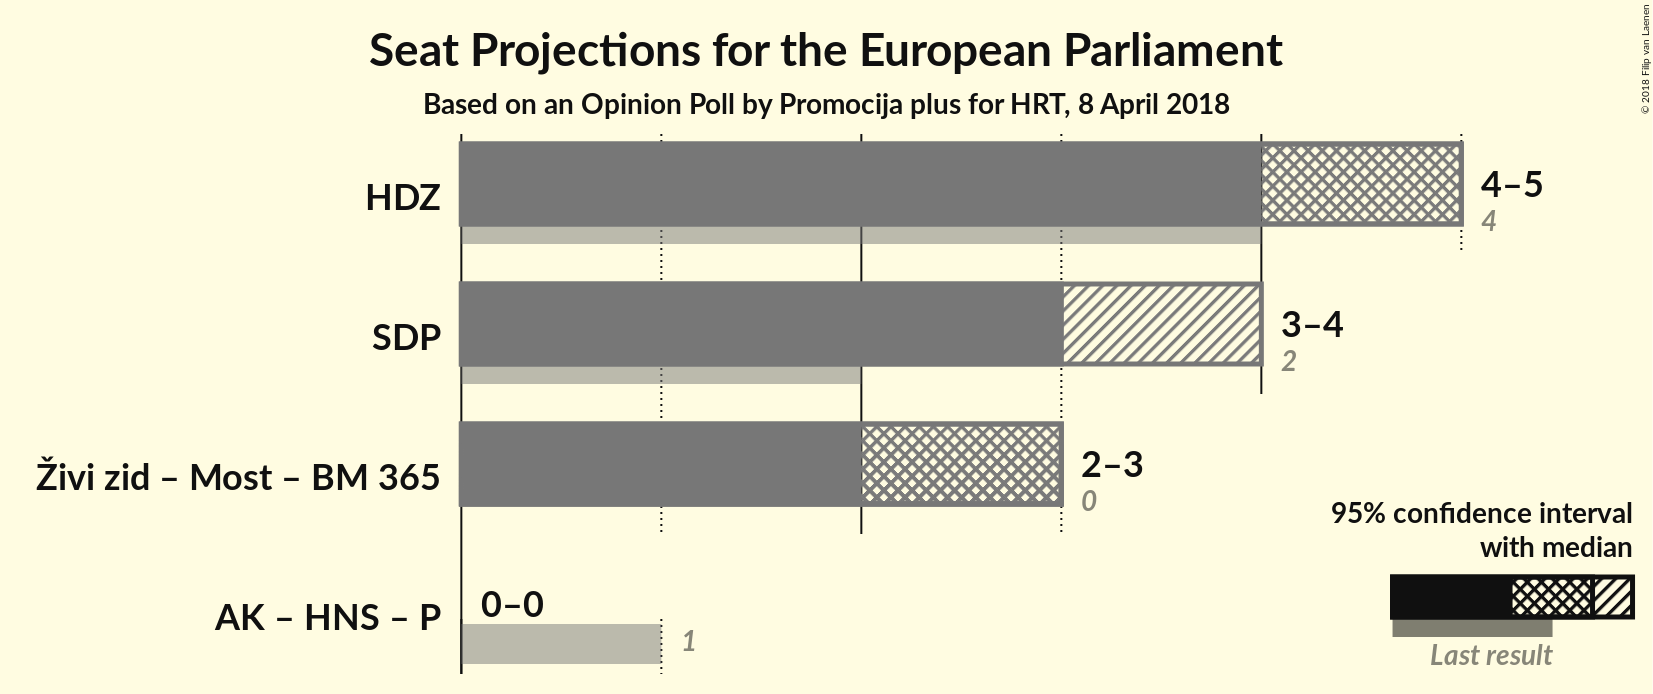 Seat Projections for the European Parliament
Based on an Opinion Poll by Promocija plus for HRT, 8 April 2018
© 2018 Filip van Laenen
HDZ
4–5
4
SDP
3–4
2
Živi zid – Most – BM 365
2–3
0
AK – HNS – P
0–0
1
95% confidence interval
with median
Last result